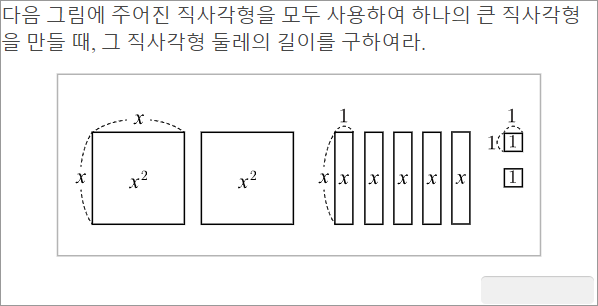 다음 그림에 주어진 직사각형을 모두 사용하여 하나의 큰 직사각형
을 만들 때, 그 직사각형 둘레의 길이를 구하여라.
x 1 1
x x² x² x x x x x x 1 1
1